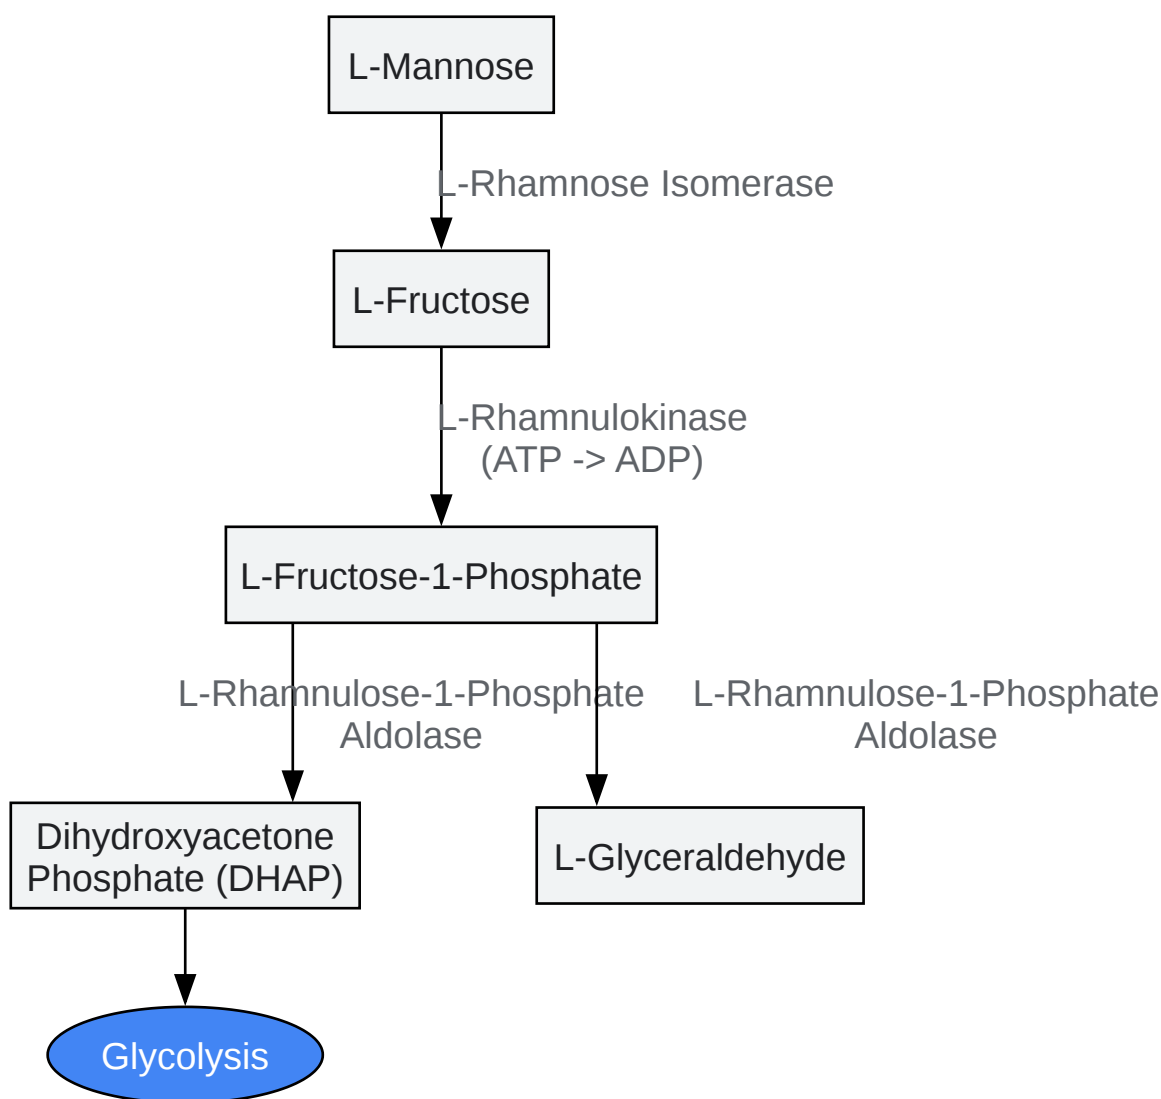 L-Mannose
L-Rhamnose Isomerase
L-Fructose
L-Rhamnulokinase
(ATP -> ADP)
L-Fructose-1-Phosphate
L-Rhamnulose-1-Phosphate
Aldolase
L-Rhamnulose-1-Phosphate
Aldolase
Dihydroxyacetone
Phosphate (DHAP)
L-Glyceraldehyde
Glycolysis